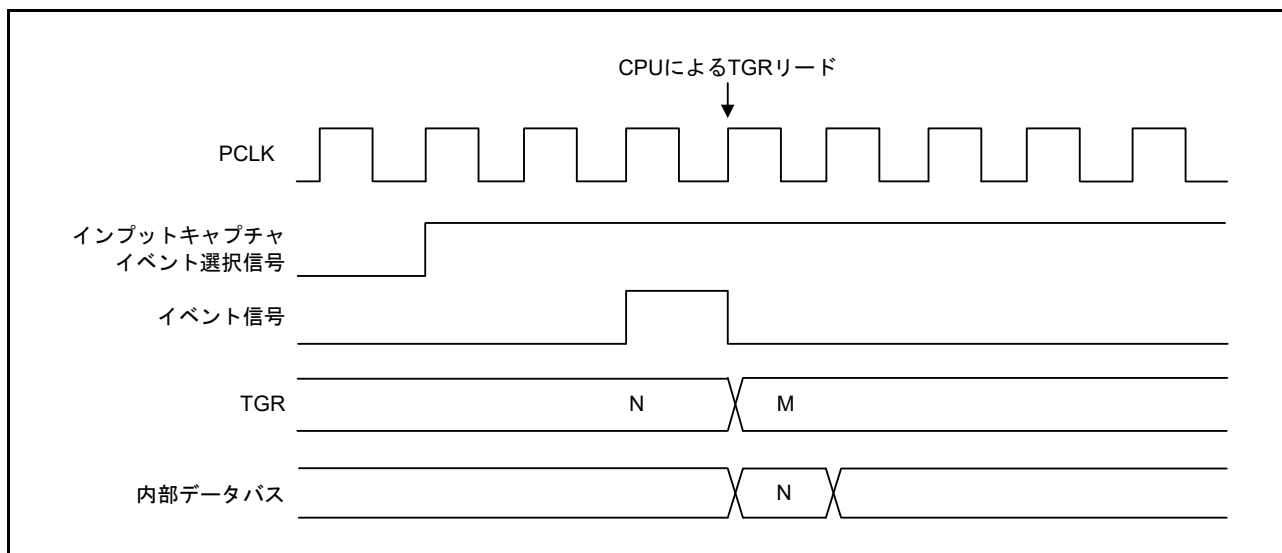 CPUによるTGRリード
PCLK
インプットキャプチャ
イベント選択信号
イベント信号
TGR
N
M
内部データバス
N